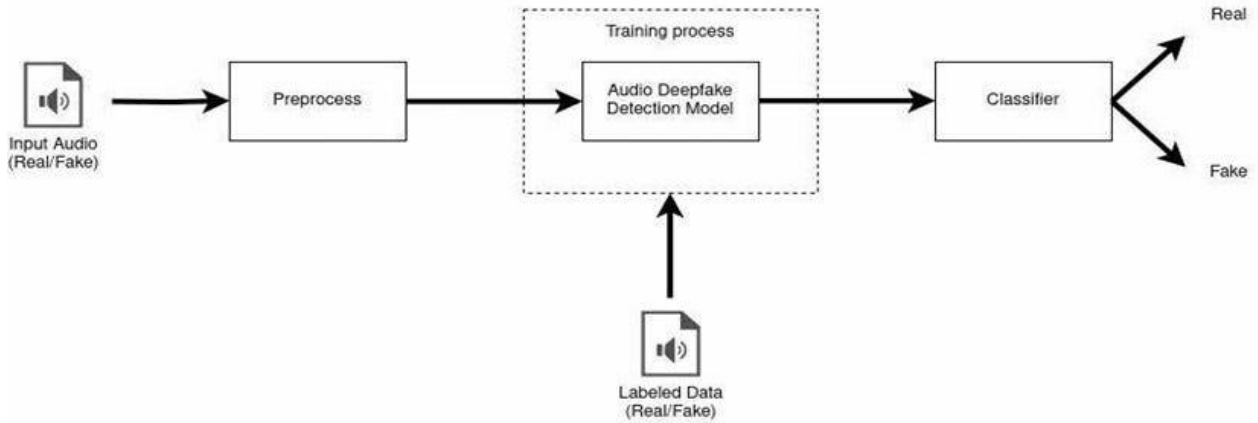 Training process
Input Audio
(Real/Fake)
Preprocess
Audio Deepfake
Detection Model
Classifier
Real
Fake
Labeled Data
(Real/Fake)